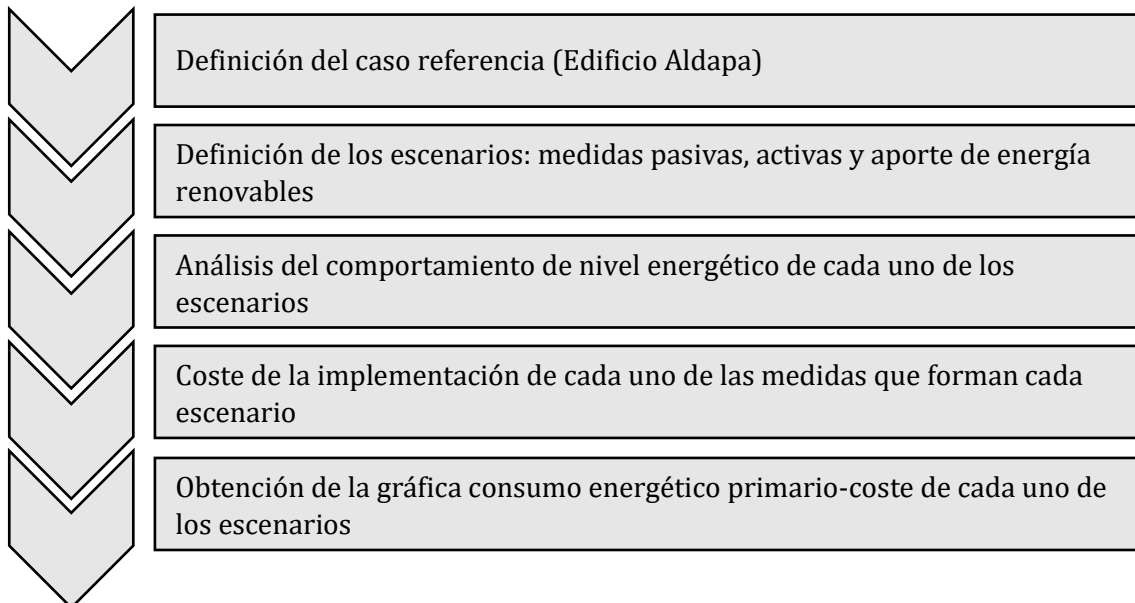 Definición del caso referencia (Edificio Aldapa)
Definición de los escenarios: medidas pasivas, activas y aporte de energía
renovables
Análisis del comportamiento de nivel energético de cada uno de los
escenarios
Coste de la implementación de cada uno de las medidas que forman cada
escenario
Obtención de la gráfica consumo energético primario-coste de cada uno de
los escenarios